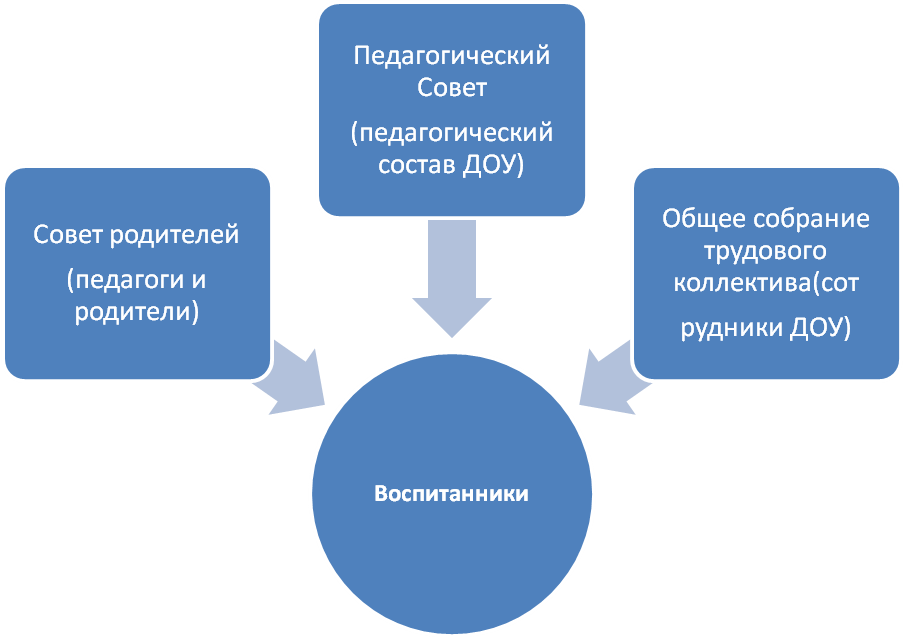 Педагогический
Совет
(педагогический
состав ДОУ)
Совет родителей
(педагоги и
родители)
Общее собрание
трудового
коллектива(сот
рудники ДОУ)
Воспитанники